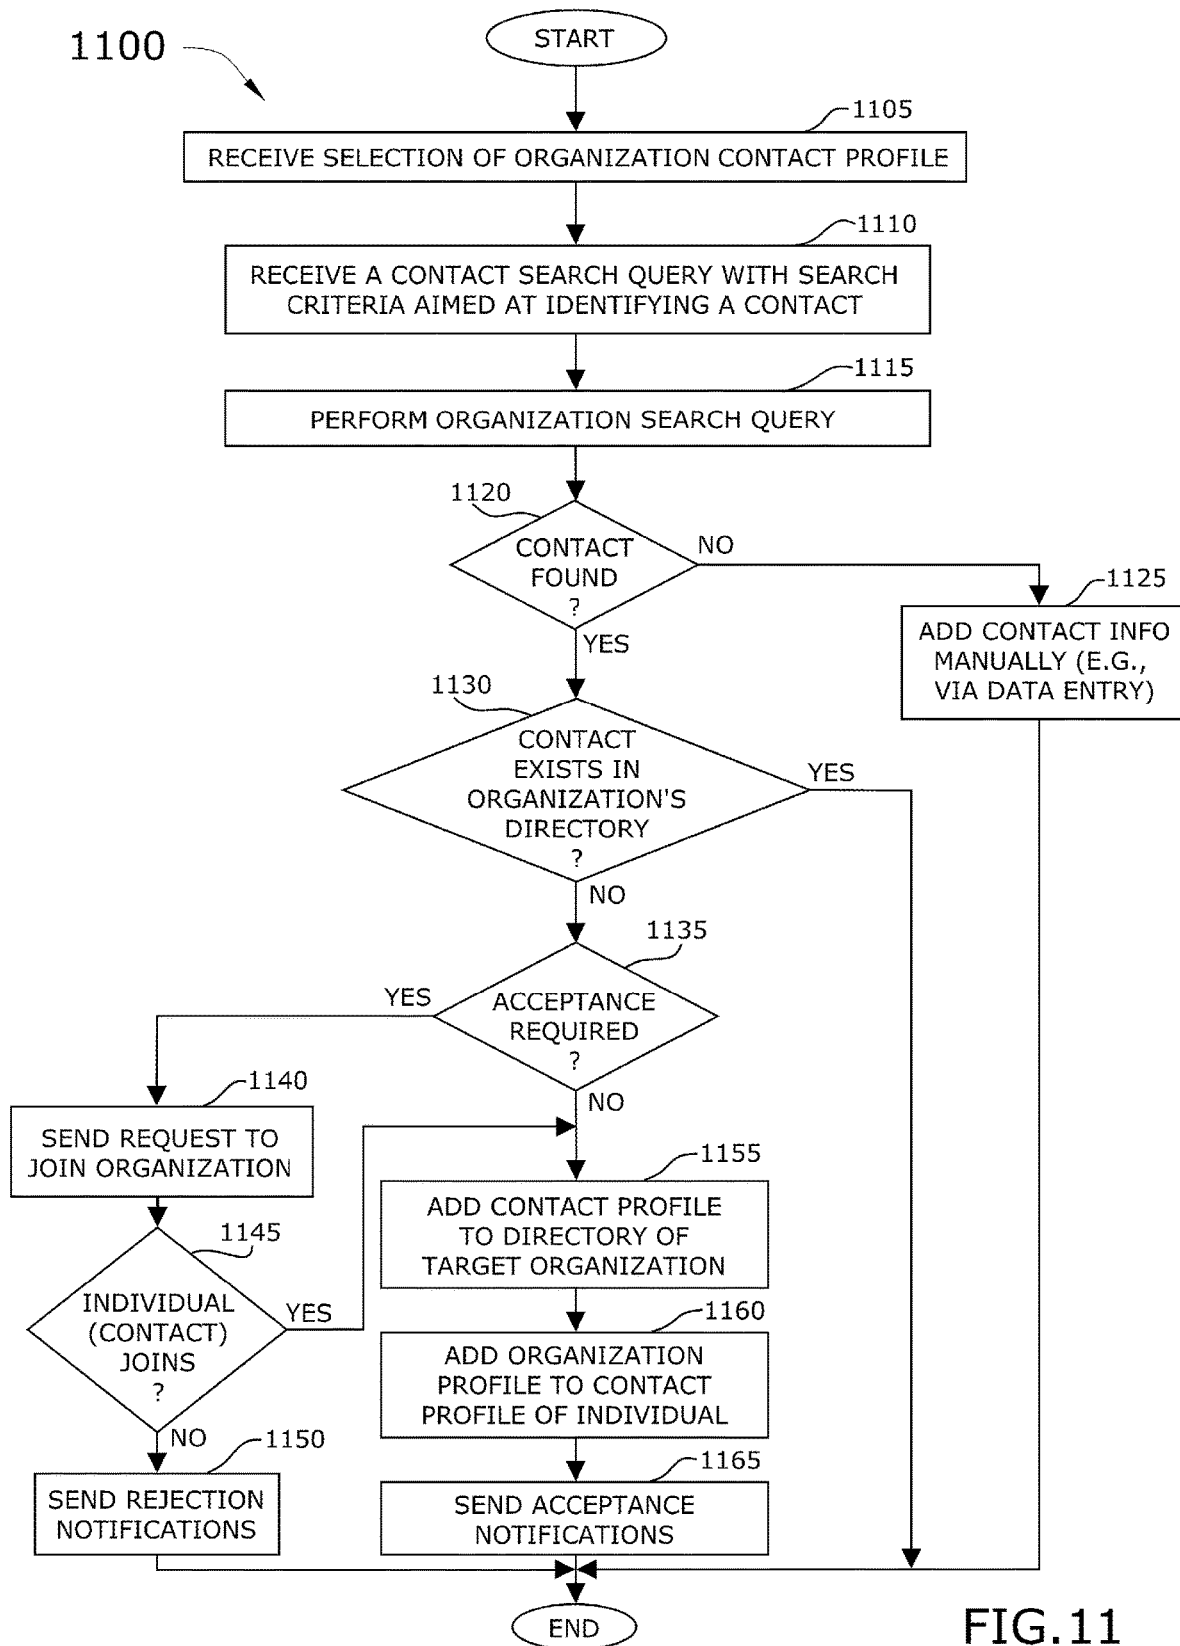 1100
START
1105
RECEIVE SELECTION OF ORGANIZATION CONTACT PROFILE
1110
RECEIVE A CONTACT SEARCH QUERY WITH SEARCH
CRITERIA AIMED AT IDENTIFYING A CONTACT
1115
PERFORM ORGANIZATION SEARCH QUERY
1120
CONTACT
FOUND
?
NO
YES
1125
ADD CONTACT INFO
MANUALLY (E.G.,
VIA DATA ENTRY)
1130
CONTACT
EXISTS IN
ORGANIZATION'S
DIRECTORY
?
YES
NO
1135
ACCEPTANCE
REQUIRED
?
YES
NO
1140
SEND REQUEST TO
JOIN ORGANIZATION
1145
INDIVIDUAL
(CONTACT)
JOINS
?
YES
NO
1150
SEND REJECTION
NOTIFICATIONS
1155
ADD CONTACT PROFILE
TO DIRECTORY OF
TARGET ORGANIZATION
1160
ADD ORGANIZATION
PROFILE TO CONTACT
PROFILE OF INDIVIDUAL
1165
SEND ACCEPTANCE
NOTIFICATIONS
END
FIG.11